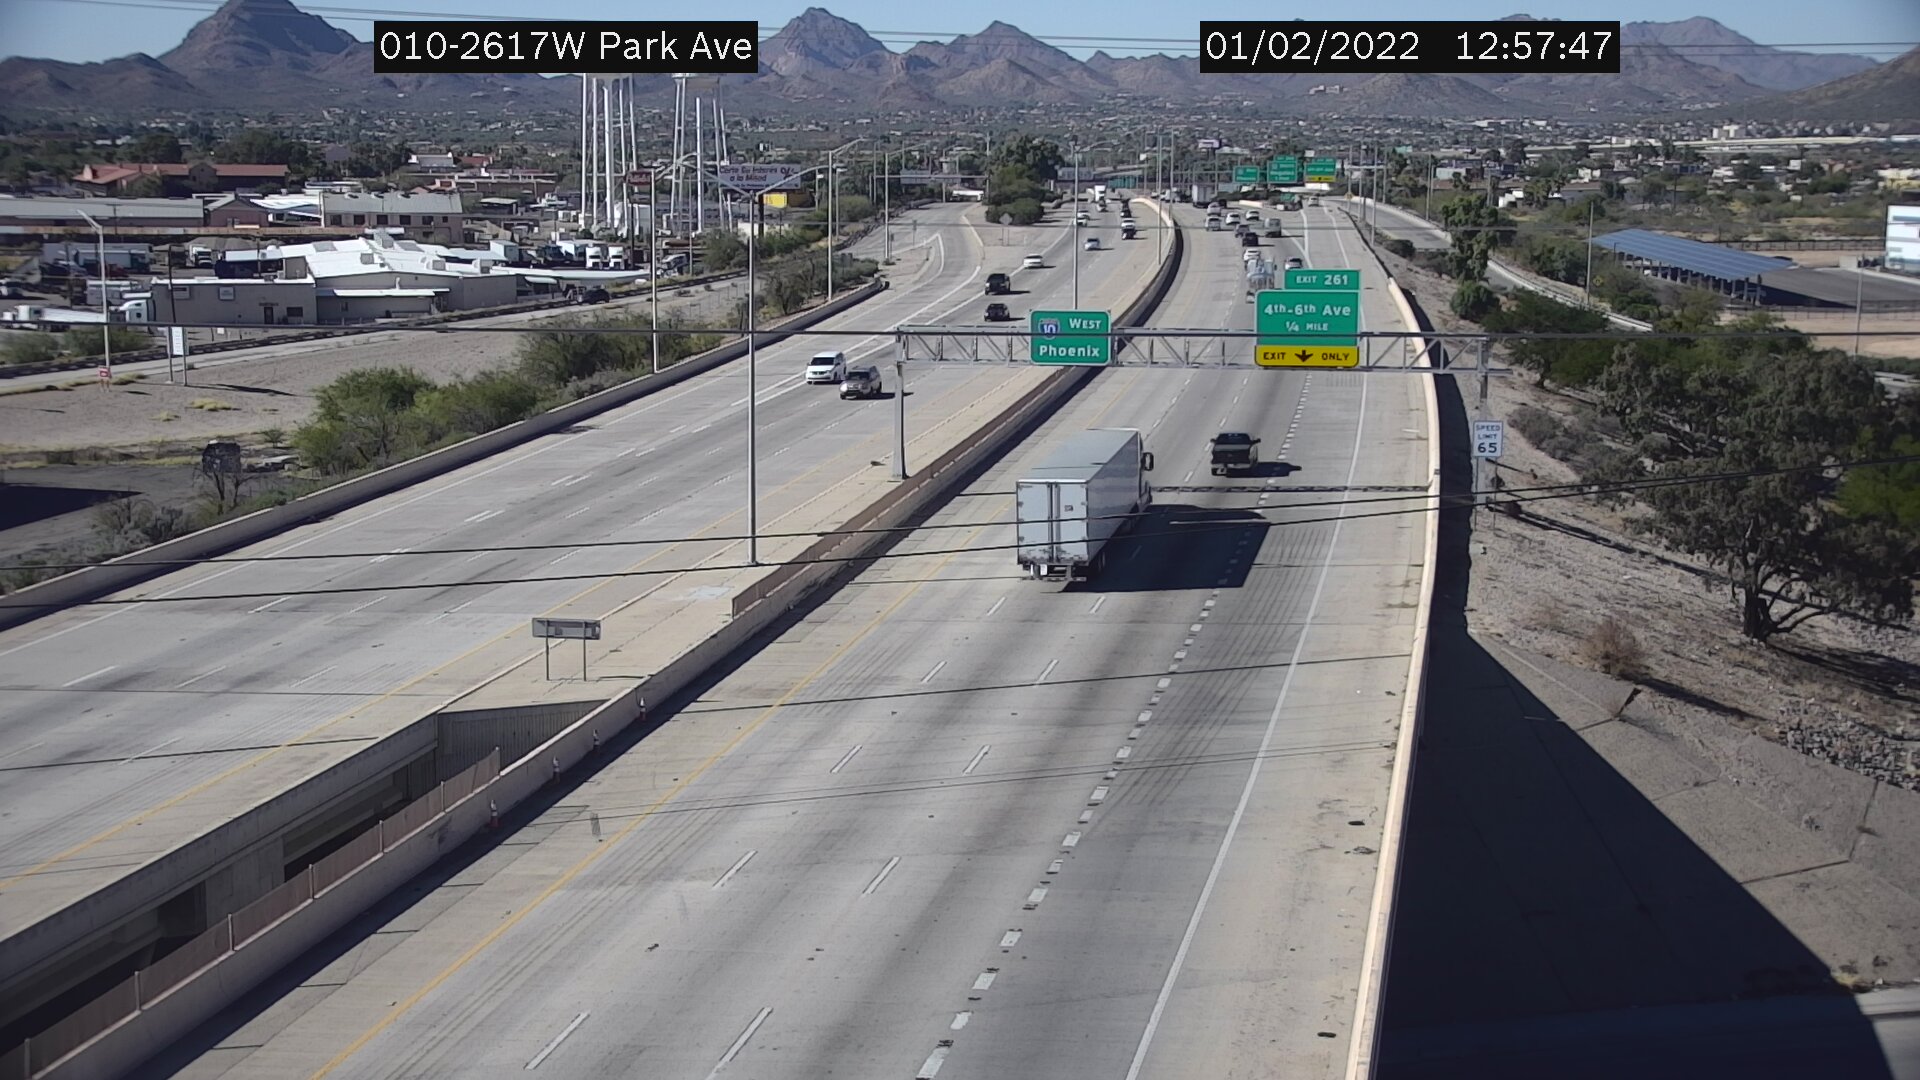 010-2617W Park Ave
01/02/2022 12:57:47
EXIT 261
4th-6th Ave
1/4 MILE
EXIT ONLY
10 WEST
Phoenix
SPEED
LIMIT
65